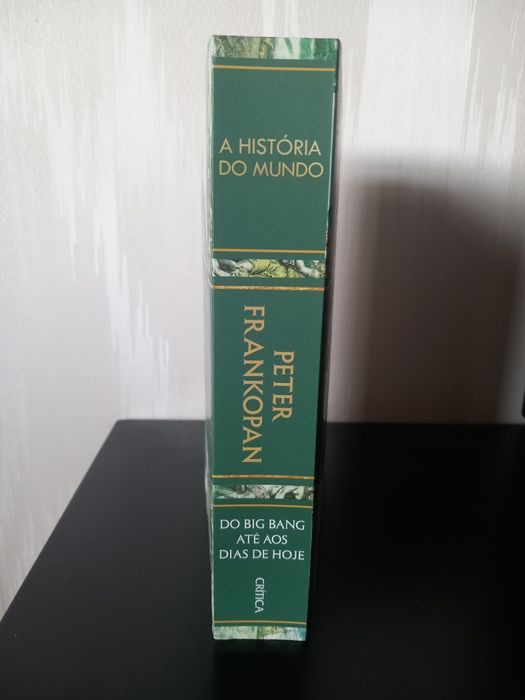 A HISTÓRIA
DO MUNDO
PETER
FRANKOPAN
DO BIG BANG
ATÉ AOS
DIAS DE HOJE
CRÍTICA